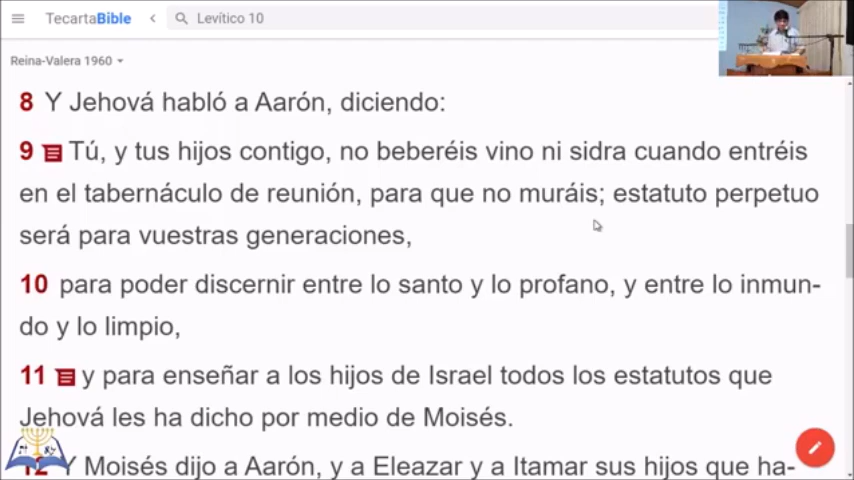 TecartaBible
Levítico 10
Reina-Valera 1960
8 Y Jehová habló a Aarón, diciendo:
9 Tú, y tus hijos contigo, no beberéis vino ni sidra cuando entréis
en el tabernáculo de reunión, para que no muráis; estatuto perpetuo
será para vuestras generaciones,
10 para poder discernir entre lo santo y lo profano, y entre lo inmun-
do y lo limpio,
11 y para enseñar a los hijos de Israel todos los estatutos que
Jehová les ha dicho por medio de Moisés.
12 Y Moisés dijo a Aarón, y a Eleazar y a Itamar sus hijos que ha-